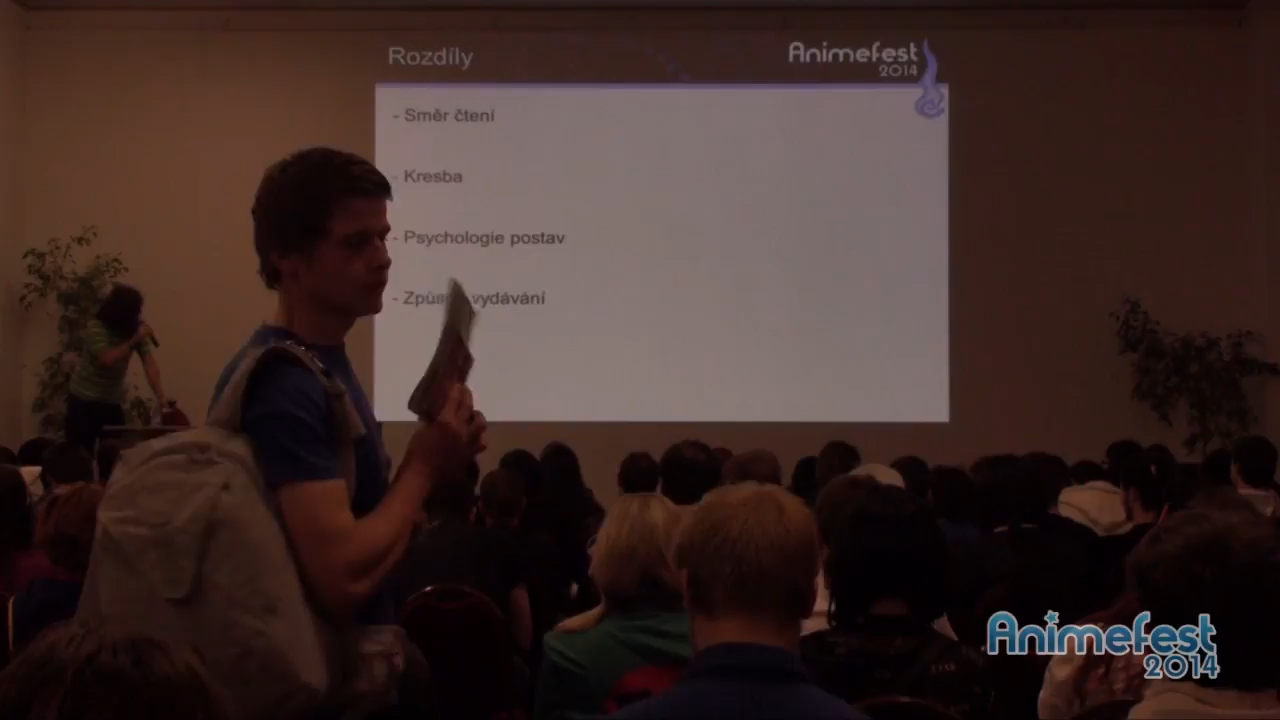 Rozdíly
Animefest
2014
- Směr čtení
- Kresba
- Psychologie postav
- vydávání
Animefest
2014